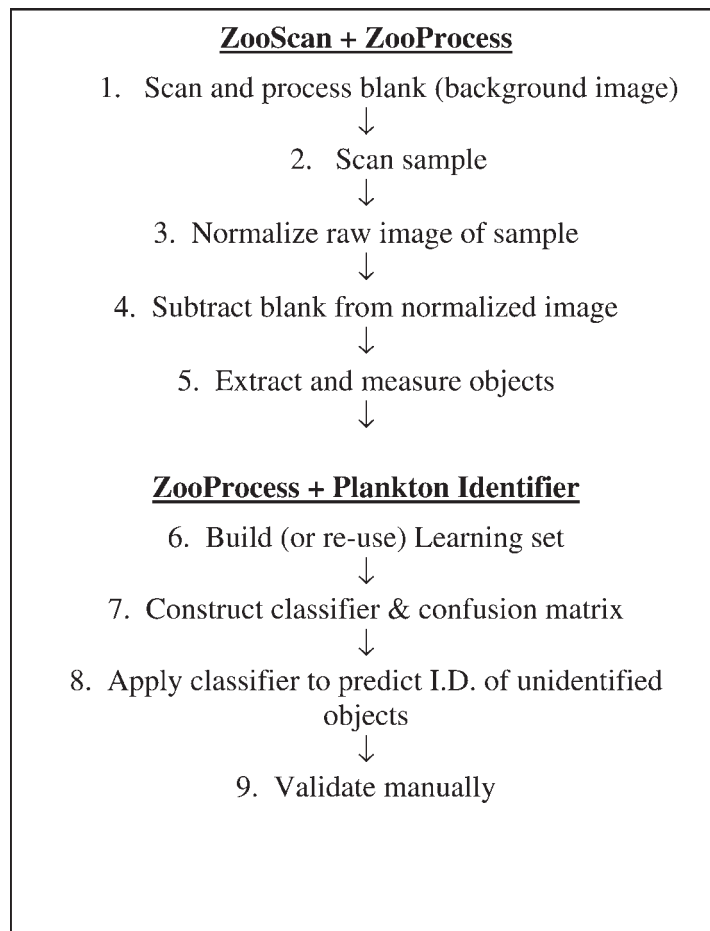 ZooScan + ZooProcess
1. Scan and process blank (background image)
↓
2. Scan sample
↓
3. Normalize raw image of sample
↓
4. Subtract blank from normalized image
↓
5. Extract and measure objects
↓
ZooProcess + Plankton Identifier
6. Build (or re-use) Learning set
↓
7. Construct classifier & confusion matrix
↓
8. Apply classifier to predict I.D. of unidentified
objects
↓
9. Validate manually